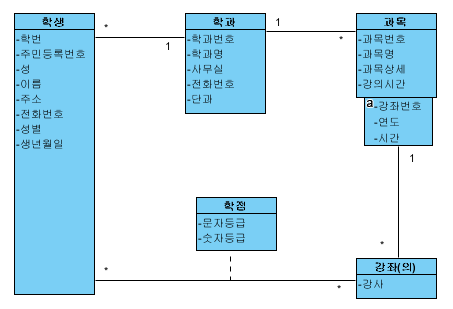 학생
-학번
-주민등록번호
-성
-이름
-주소
-전화번호
-성별
-생년월일
*
1
학과
-학과번호
-학과명
-사무실
-전화번호
-단과
1
*
과목
-과목번호
-과목명
-과목상세
-강의시간
a
-강좌번호
-연도
-시간
1
*
학점
-문자등급
-숫자등급
*
*
강좌(의)
-강사